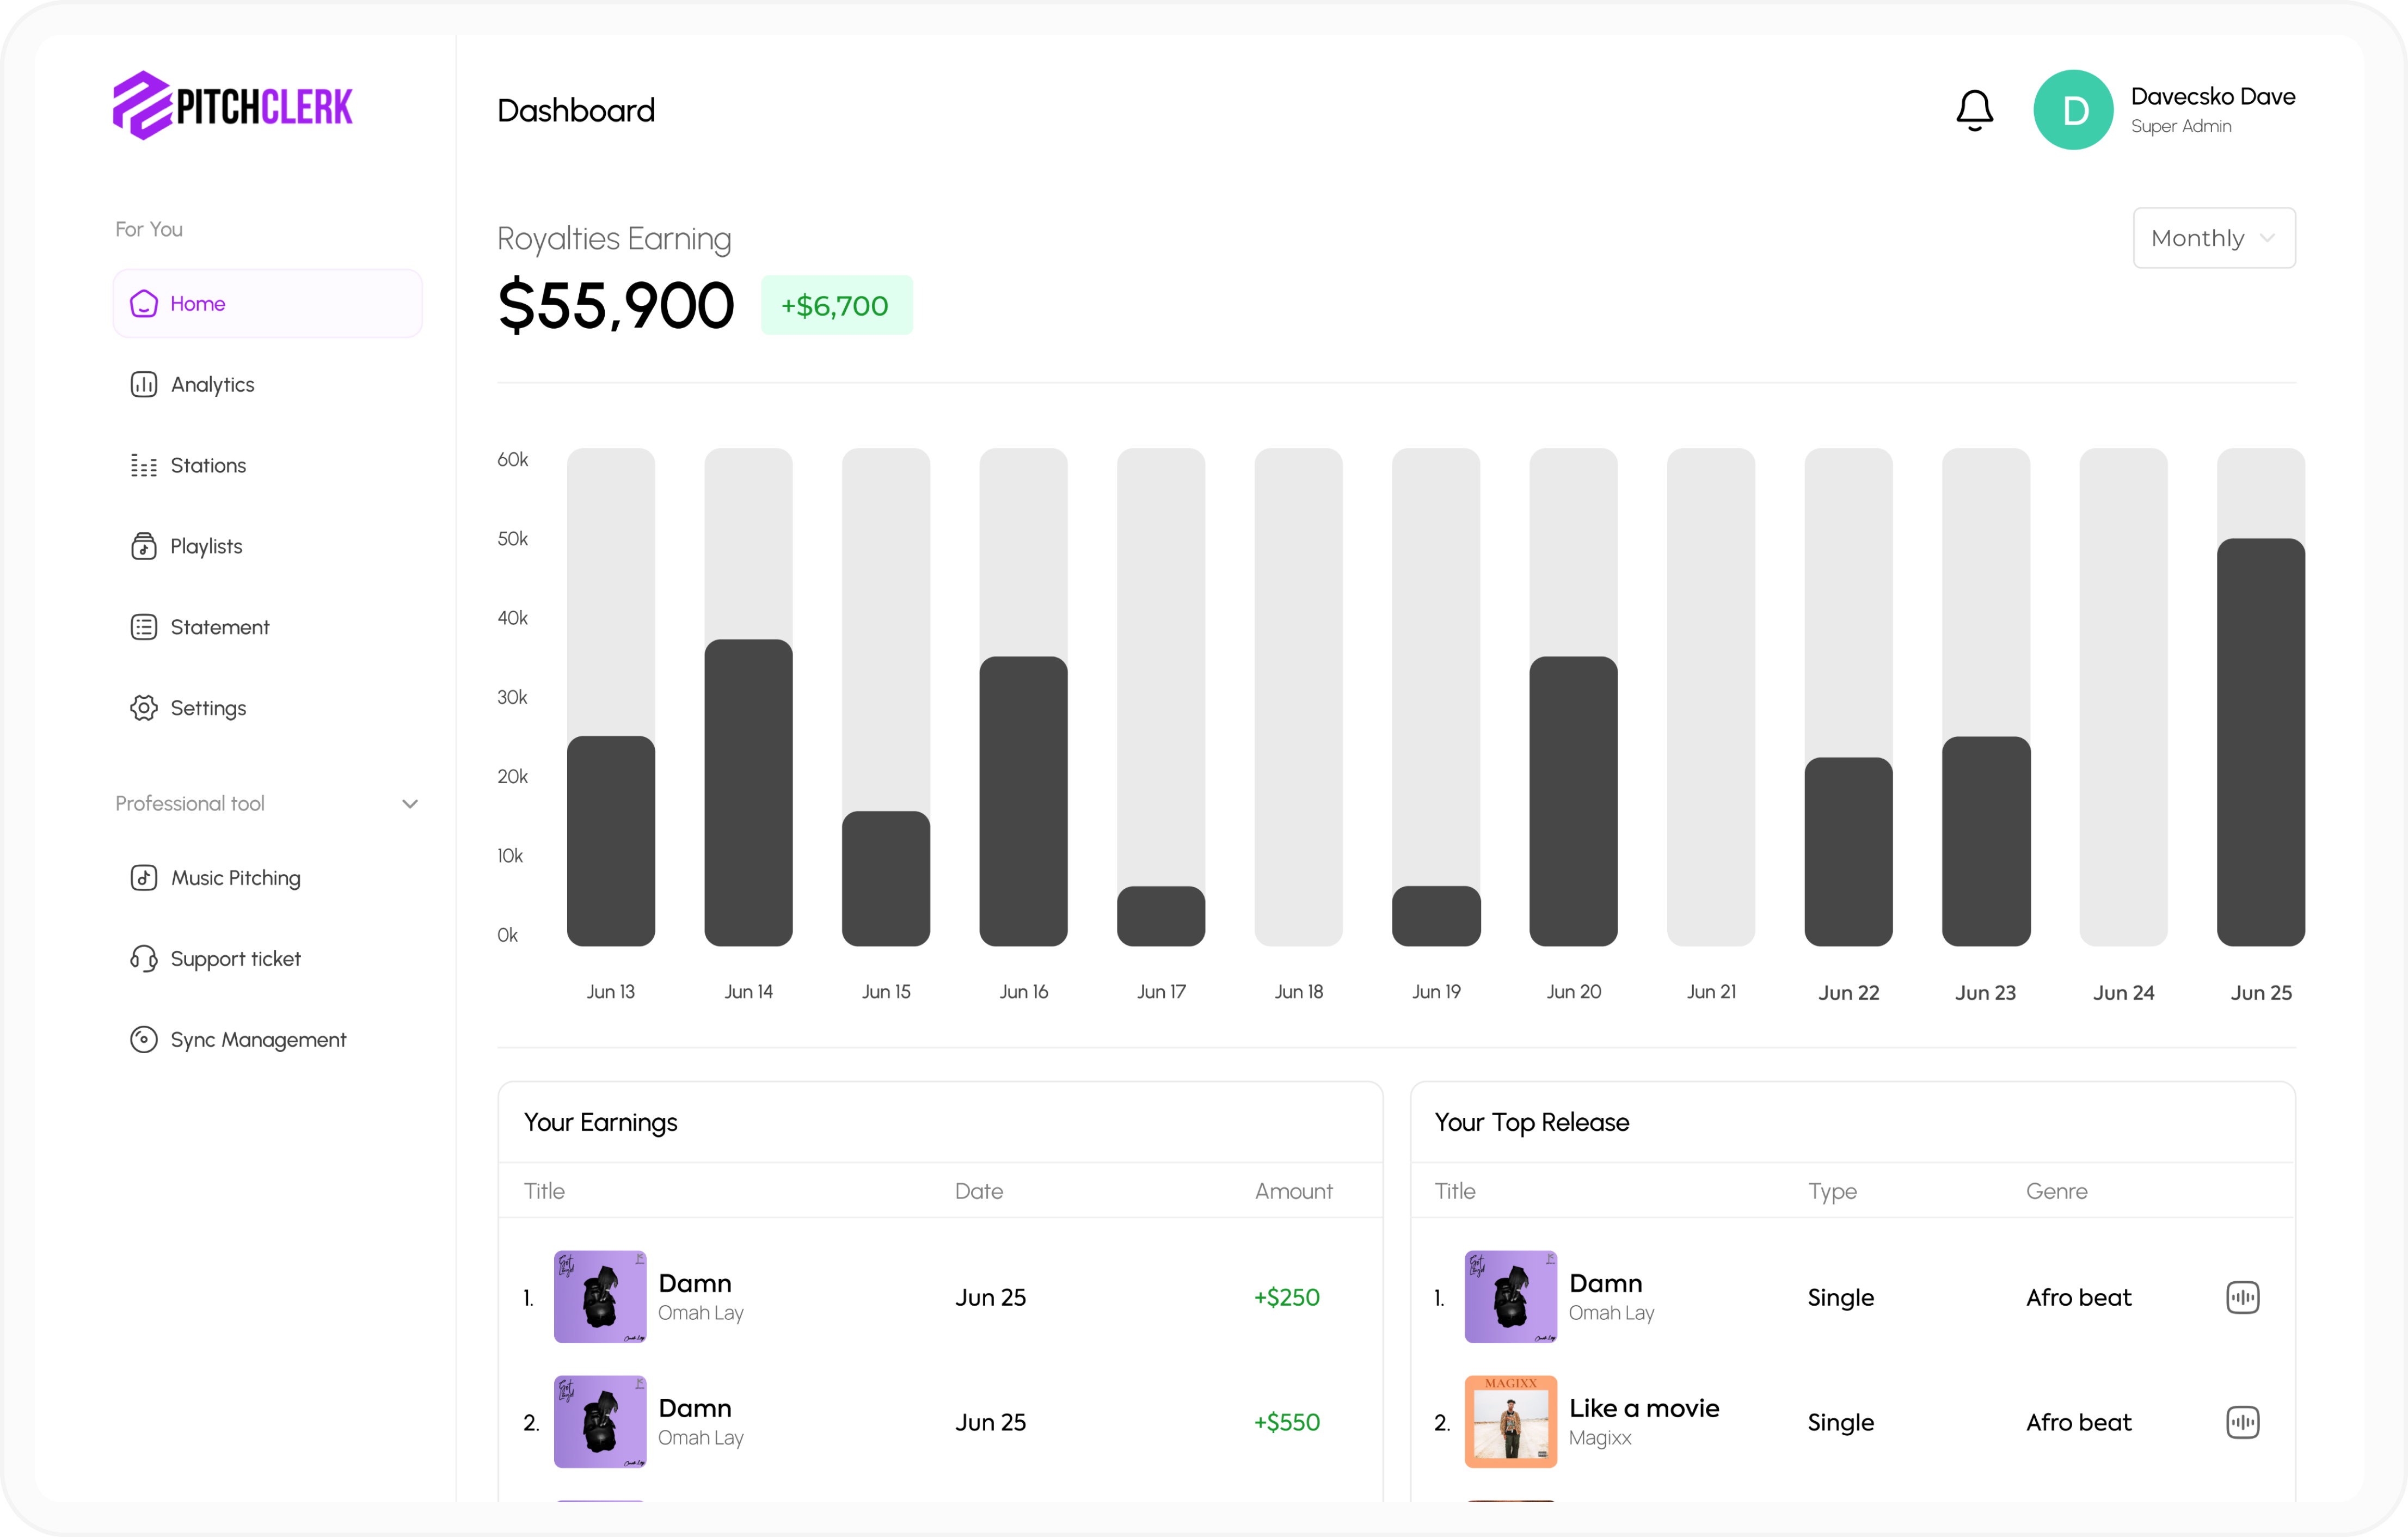 PITCHCLERK
Dashboard
D
Davecsko Dave
Super Admin
For You
Home
Analytics
Stations
Playlists
Statement
Settings
Professional tool
Music Pitching
Support ticket
Sync Management
Royalties Earning
Monthly
$55,900
+$6,700
60k
50k
40k
30k
20k
10k
0k
Jun 13 Jun 14 Jun 15 Jun 16 Jun 17 Jun 18 Jun 19 Jun 20 Jun 21 Jun 22 Jun 23 Jun 24 Jun 25
Your Earnings
Title Date Amount
1. Damn Jun 25 +$250
Omah Lay
2. Damn Jun 25 +$550
Omah Lay
Your Top Release
Title Type Genre
1. Damn Single Afro beat
Omah Lay
MAGIXX
2. Like a movie Single Afro beat
Magixx